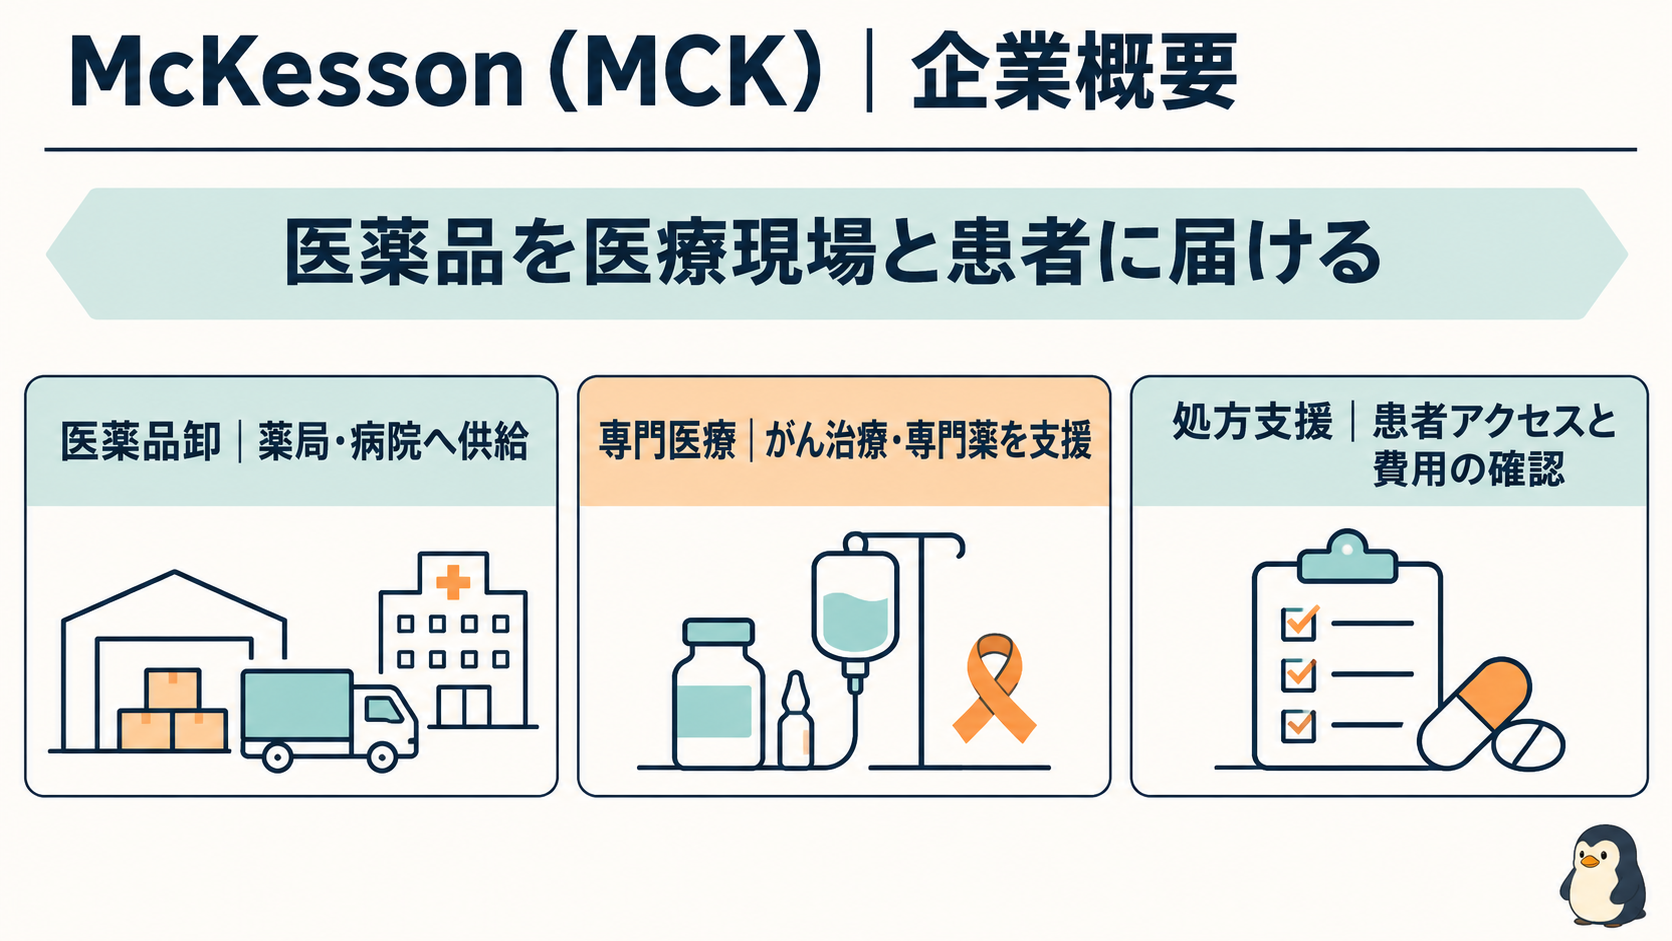 McKesson（MCK）｜企業概要
医薬品を医療現場と患者に届ける
医薬品卸｜薬局・病院へ供給
専門医療｜がん治療・専門薬を支援
処方支援｜患者アクセスと
費用の確認